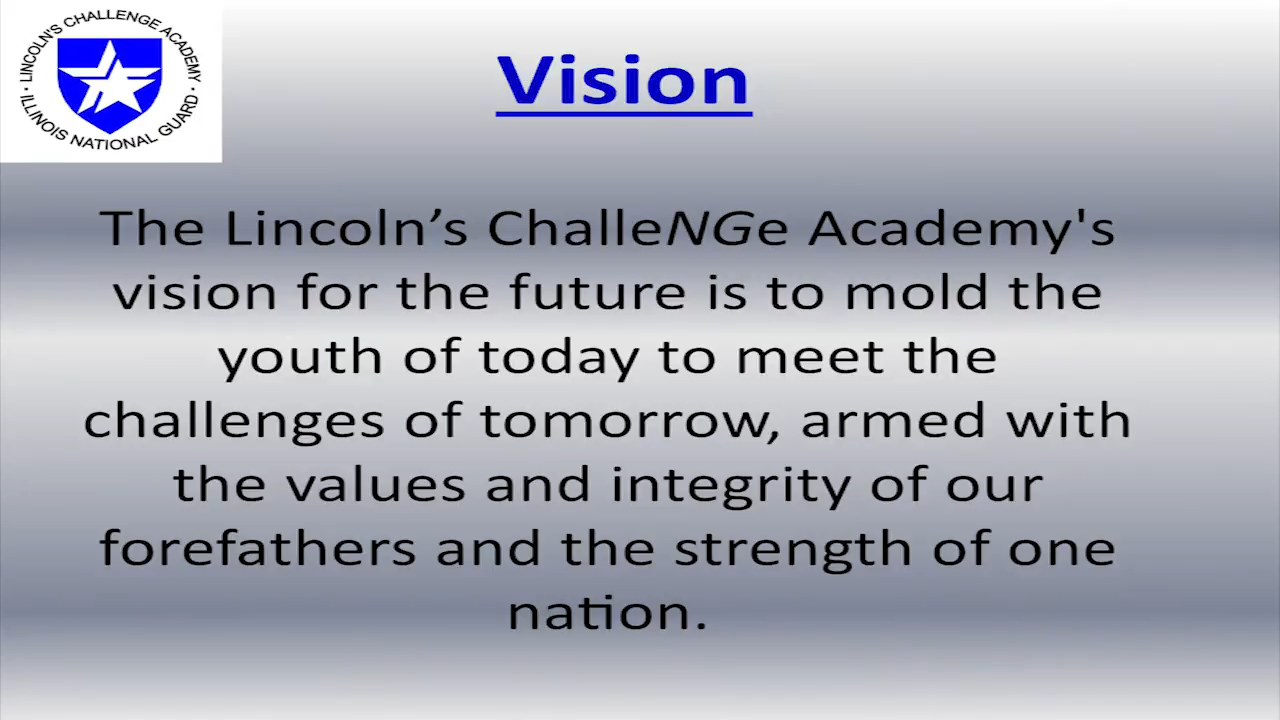 LINCOLN'S CHALLENGE ACADEMY
· ILLINOIS NATIONAL GUARD ·
Vision
The Lincoln’s ChalleNGe Academy's
vision for the future is to mold the
youth of today to meet the
challenges of tomorrow, armed with
the values and integrity of our
forefathers and the strength of one
nation.